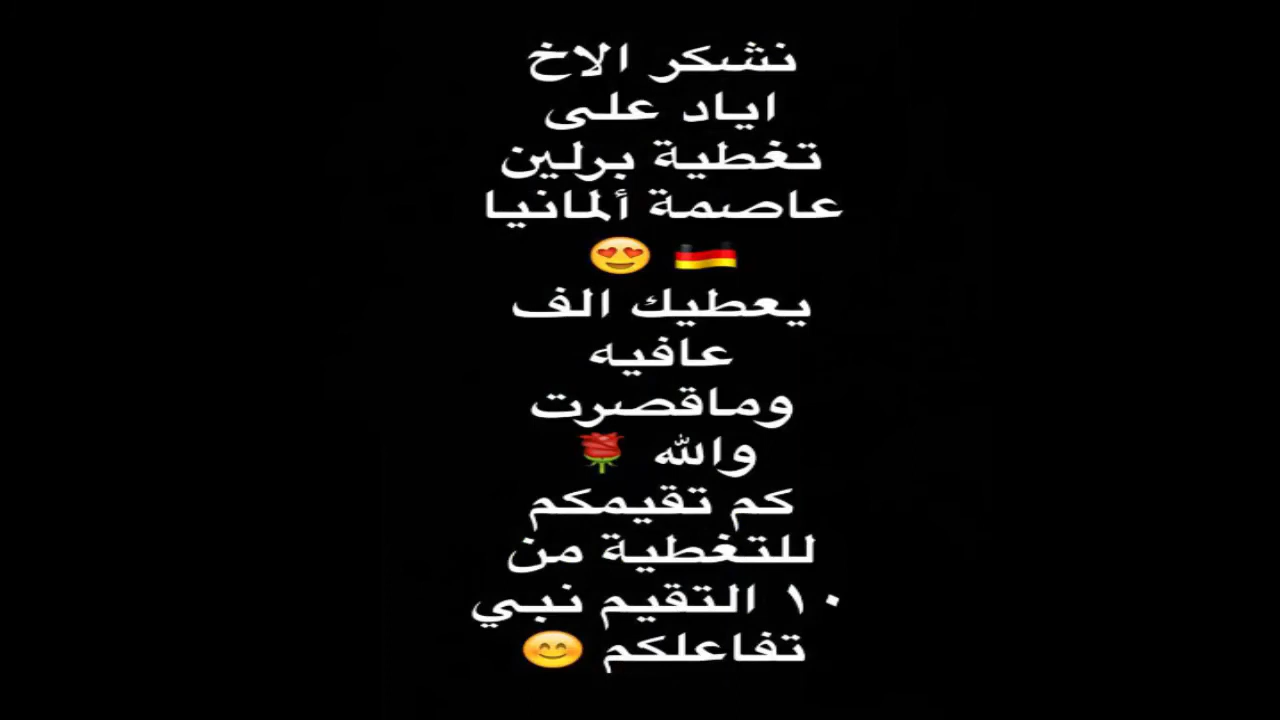 نشكر الاخ
اياد على
تغطية برلين
عاصمة ألمانيا
🇩🇪 😍
يعطيك الف
عافيه
وماقصرت
والله 🌹
كم تقيمكم
للتغطية من
١٠ التقيم نبي
تفاعلكم 😊